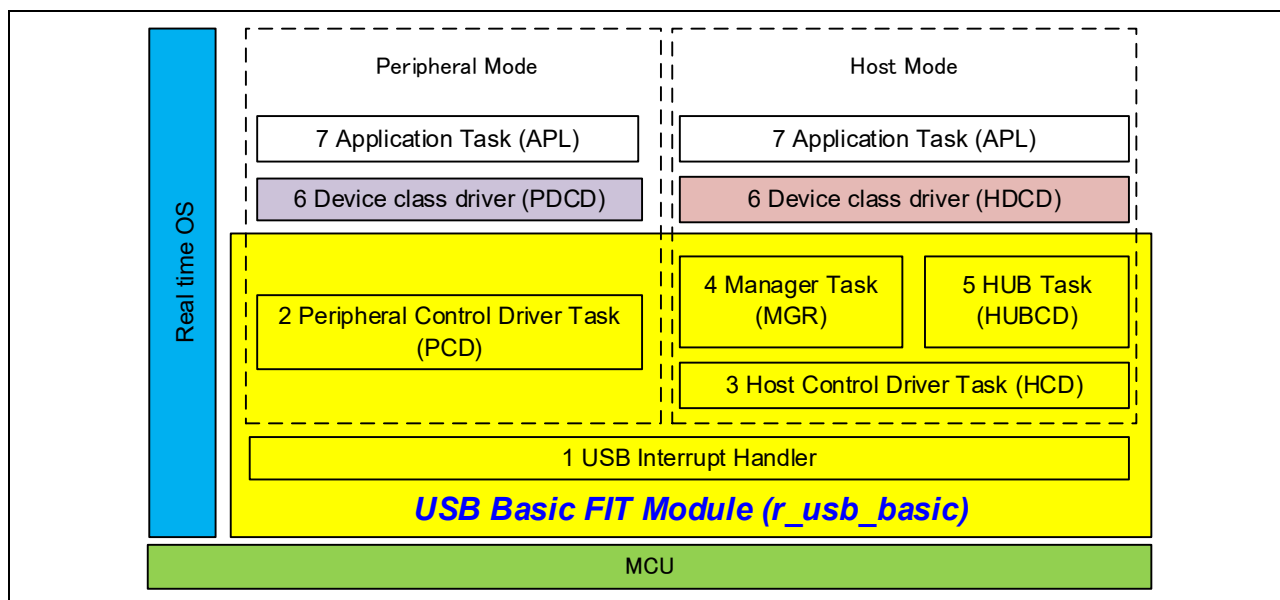 Real time OS
Peripheral Mode
7 Application Task (APL)
6 Device class driver (PDCD)
2 Peripheral Control Driver Task
(PCD)
Host Mode
7 Application Task (APL)
6 Device class driver (HDCD)
4 Manager Task
(MGR)
5 HUB Task
(HUBCD)
3 Host Control Driver Task (HCD)
1 USB Interrupt Handler
USB Basic FIT Module (r_usb_basic)
MCU